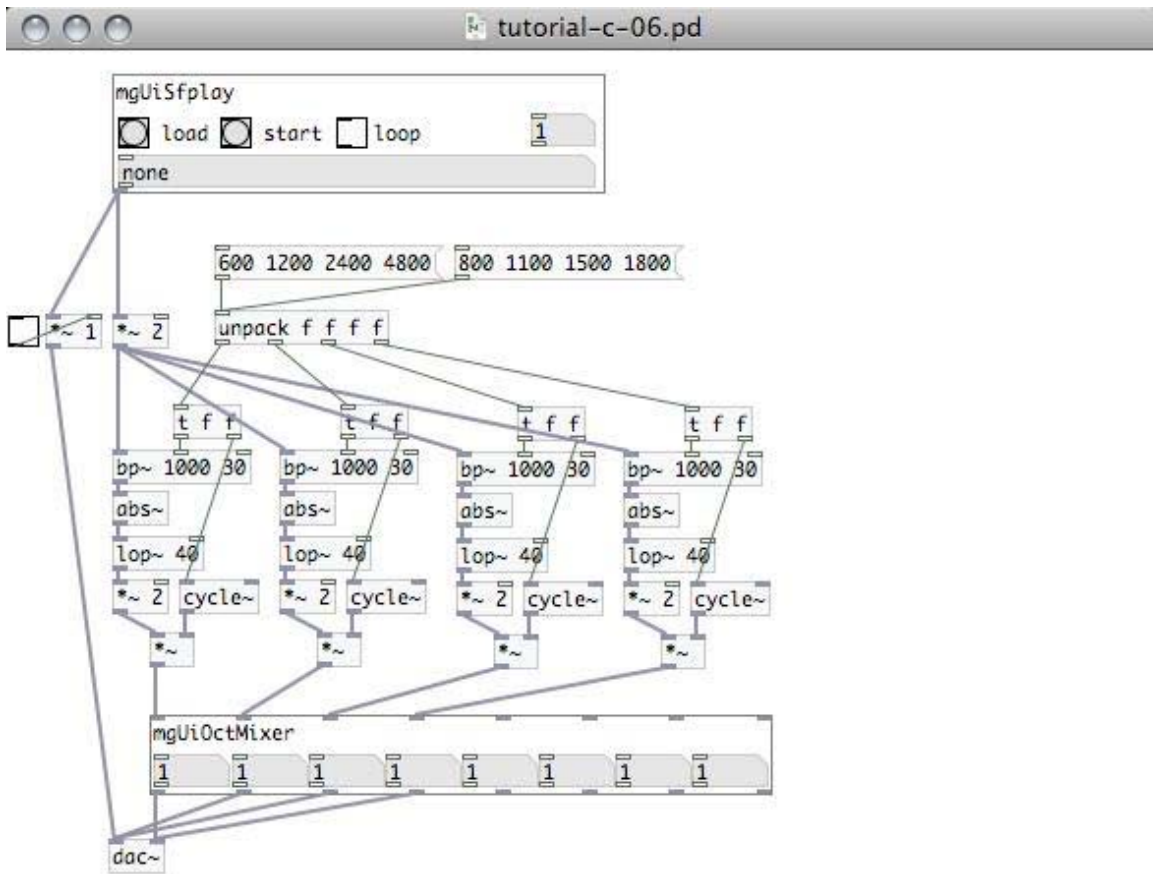 tutorial-c-06.pd
mgUiSfplay
load start loop 1
none
600 1200 2400 4800 800 1100 1500 1800
*~ 1 *~ 2 unpack f f f f
t f f t f f t f f t f f
bp~ 1000 30 bp~ 1000 30 bp~ 1000 30 bp~ 1000 30
abs~ abs~ abs~ abs~
lop~ 40 lop~ 40 lop~ 40 lop~ 40
*~ 2 cycle~ *~ 2 cycle~ *~ 2 cycle~ *~ 2 cycle~
*~ *~ *~ *~
mgUiOctMixer
1 1 1 1 1 1 1 1
dac~